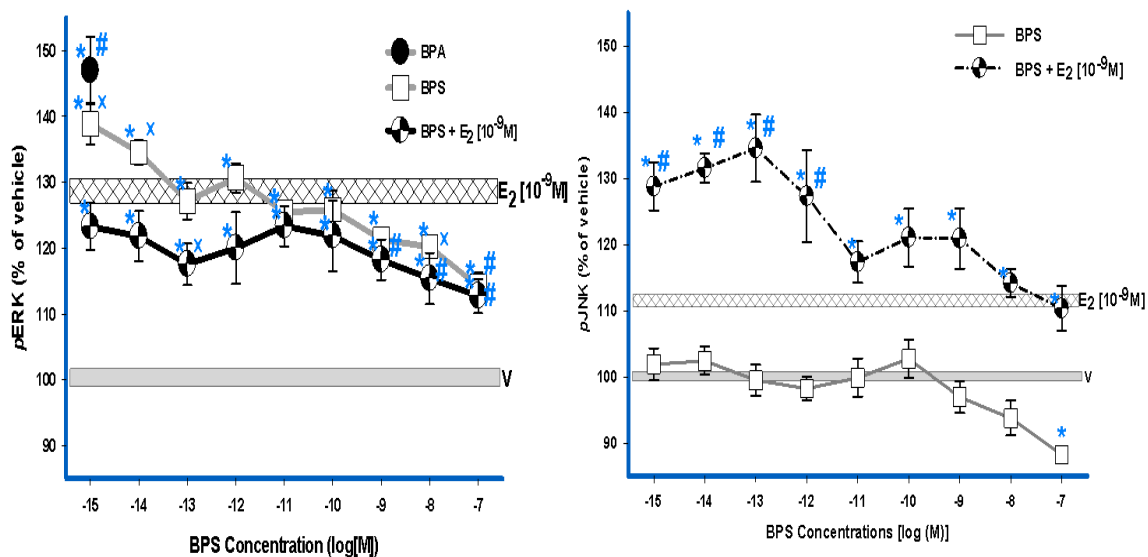 pERK (% of vehicle)
150
140
130
120
110
100
90
BPA
BPS
BPS + E2 [10-9M]
* #
* x
* x
*
*
E2 [10-9M]
*
*
* x
*
*
*
*
*
*
* #
* x
* #
* #
* #
V
-15 -14 -13 -12 -11 -10 -9 -8 -7
BPS Concentration (log[M])
pJNK (% of vehicle)
150
140
130
120
110
100
90
BPS
BPS + E2 [10-9M]
* #
* #
* #
* #
*
*
*
*
*
E2 [10-9M]
V
*
-15 -14 -13 -12 -11 -10 -9 -8 -7
BPS Concentrations [log (M)]